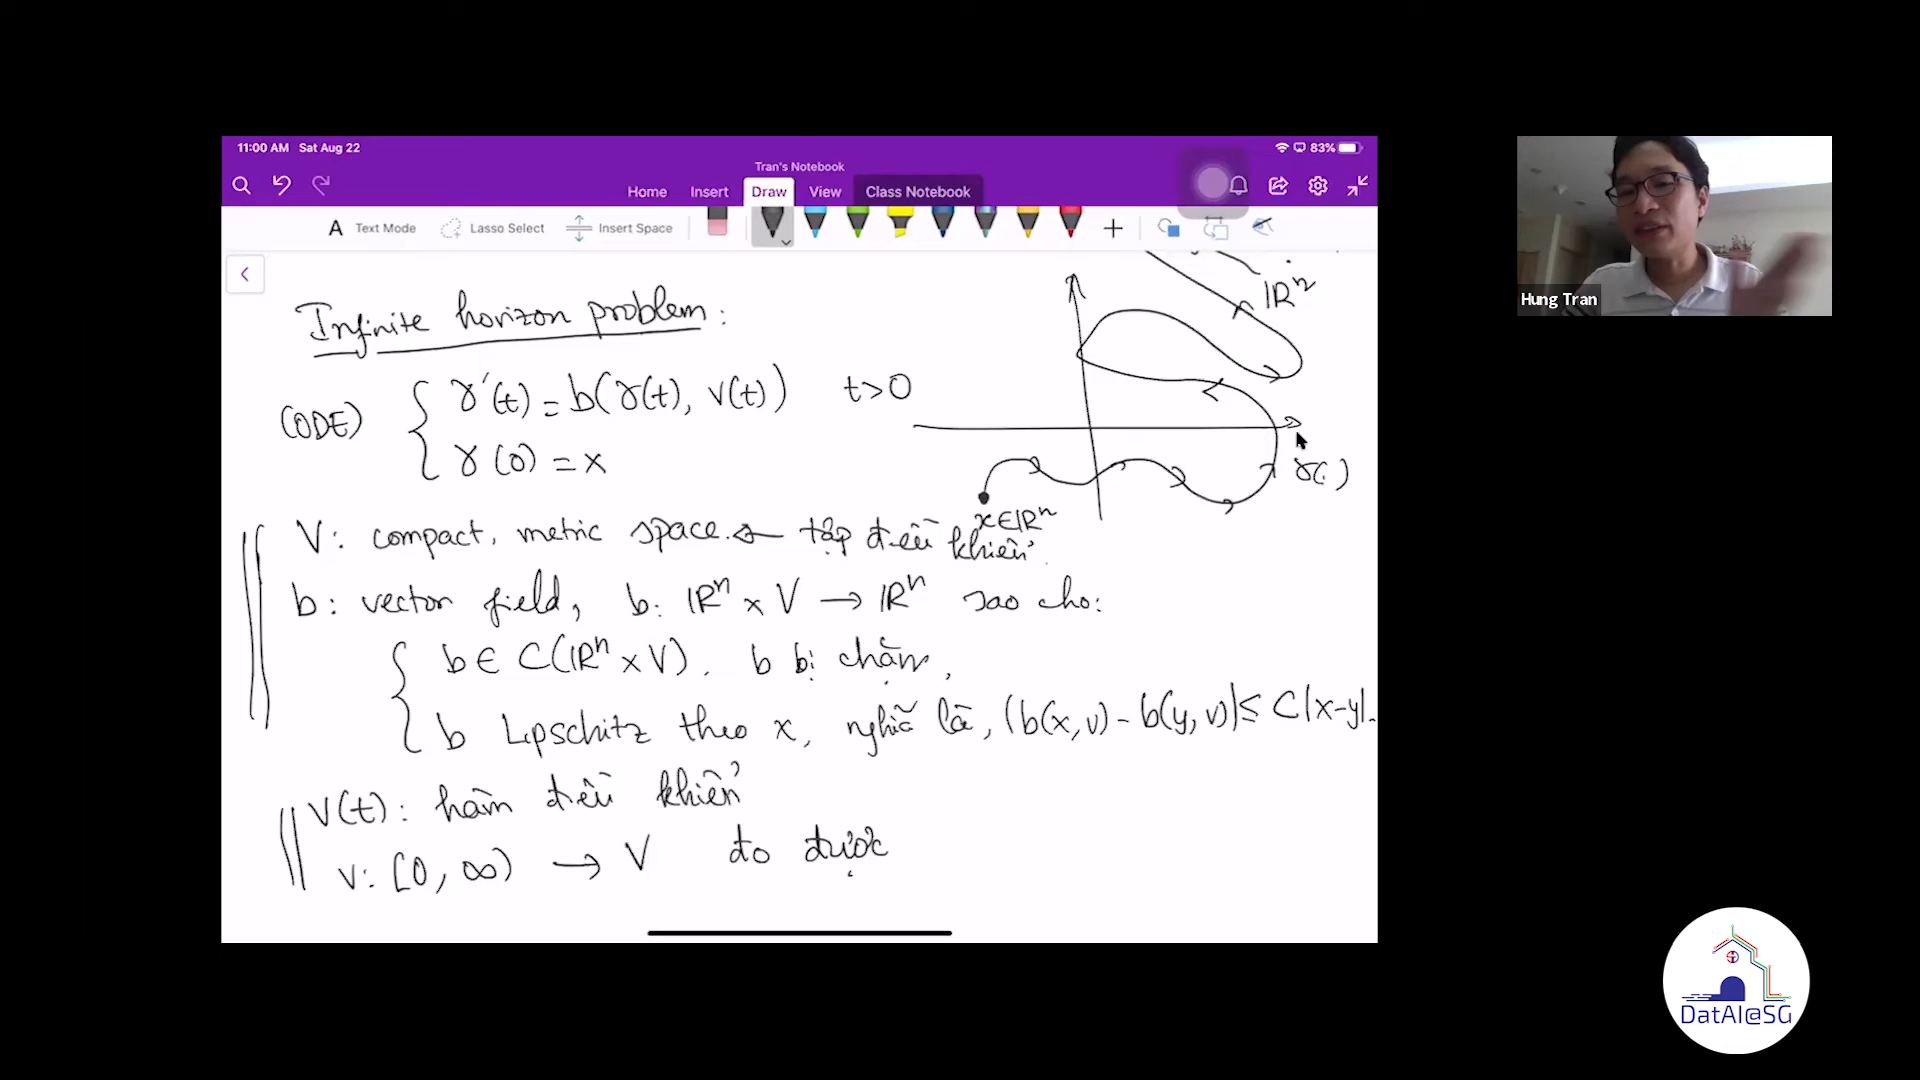 11:00 AM Sat Aug 22
83%
Tran's Notebook
Home Insert Draw View Class Notebook
A Text Mode Lasso Select Insert Space
Infinite horizon problem:
(ODE) { γ'(t) = b(γ(t), v(t)) t>0
γ(0) = x
ℝⁿ
γ(·)
x∈ℝⁿ
V: compact, metric space. ← tập điều khiển.
b: vector field, b: ℝⁿ × V → ℝⁿ sao cho:
{ b ∈ C(ℝⁿ × V). b bị chặn,
b Lipschitz theo x, nghĩa là, |b(x,v) - b(y,v)| ≤ C|x-y|.
V(t): hàm điều khiển
v: [0, ∞) → V đo được
Hung Tran
DatAI@SG